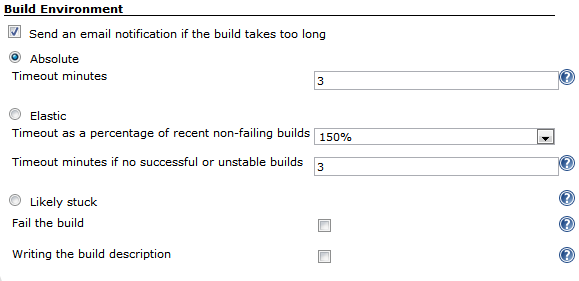 Build Environment
Send an email notification if the build takes too long
Absolute
Timeout minutes
3
Elastic
Timeout as a percentage of recent non-failing builds
150%
Timeout minutes if no successful or unstable builds
3
Likely stuck
Fail the build
Writing the build description